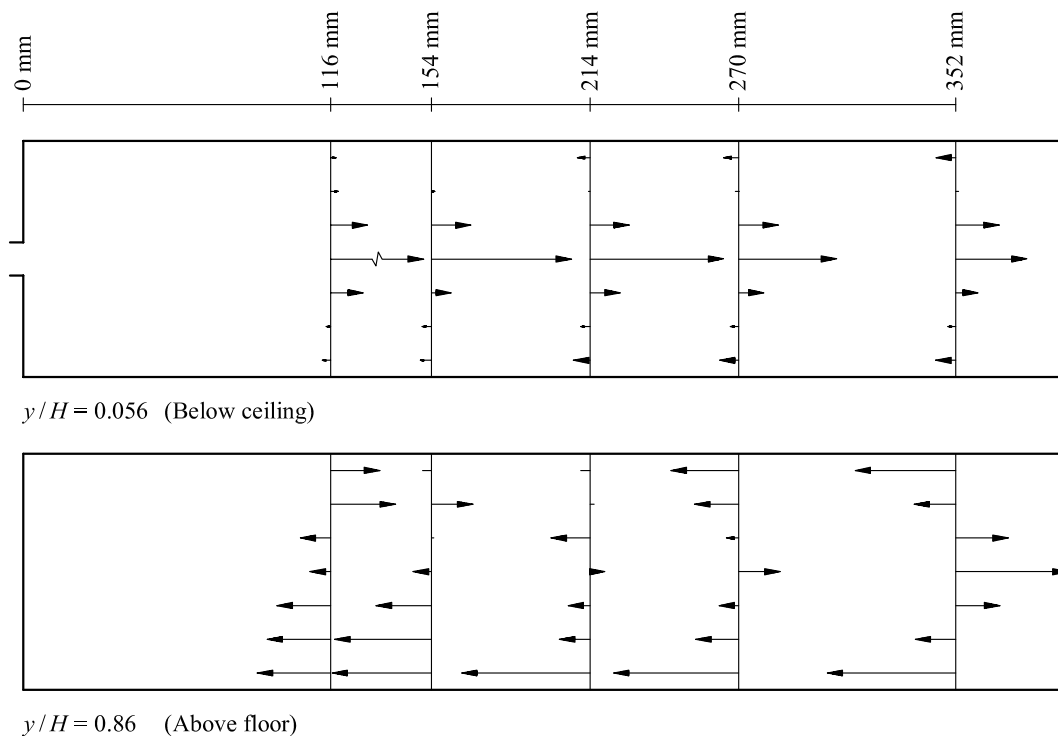 0 mm
116 mm
154 mm
214 mm
270 mm
352 mm
y / H = 0.056 (Below ceiling)
y / H = 0.86 (Above floor)